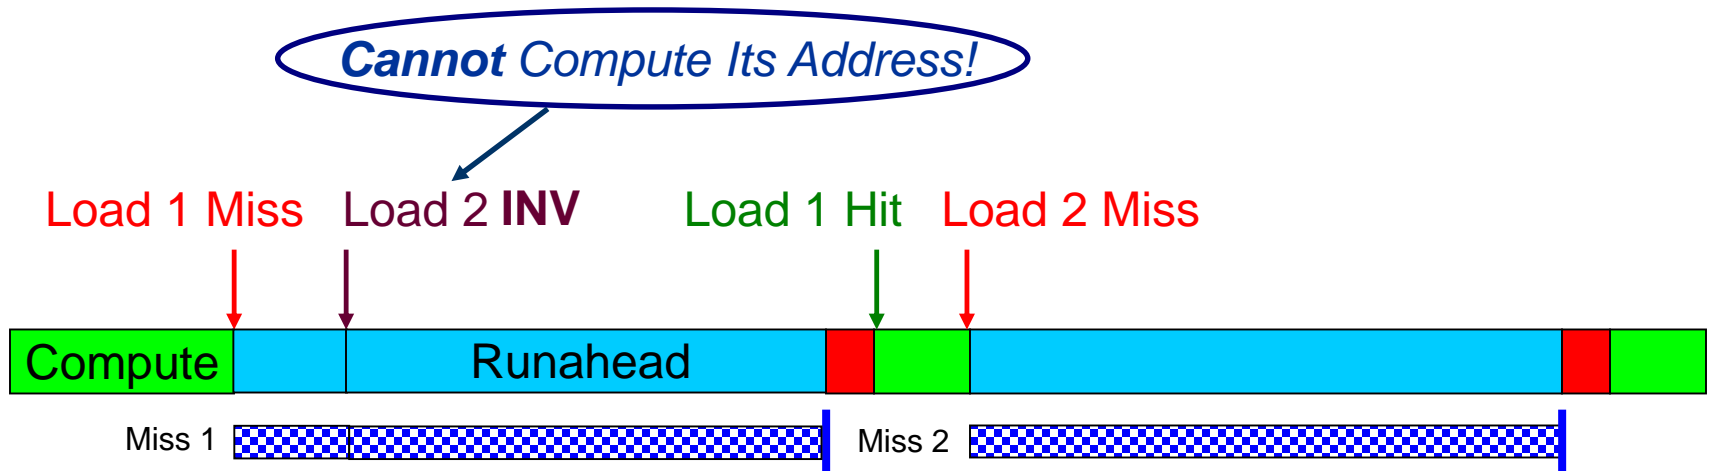 Cannot Compute Its Address!
Load 1 Miss Load 2 INV Load 1 Hit Load 2 Miss
Compute Runahead
Miss 1 Miss 2